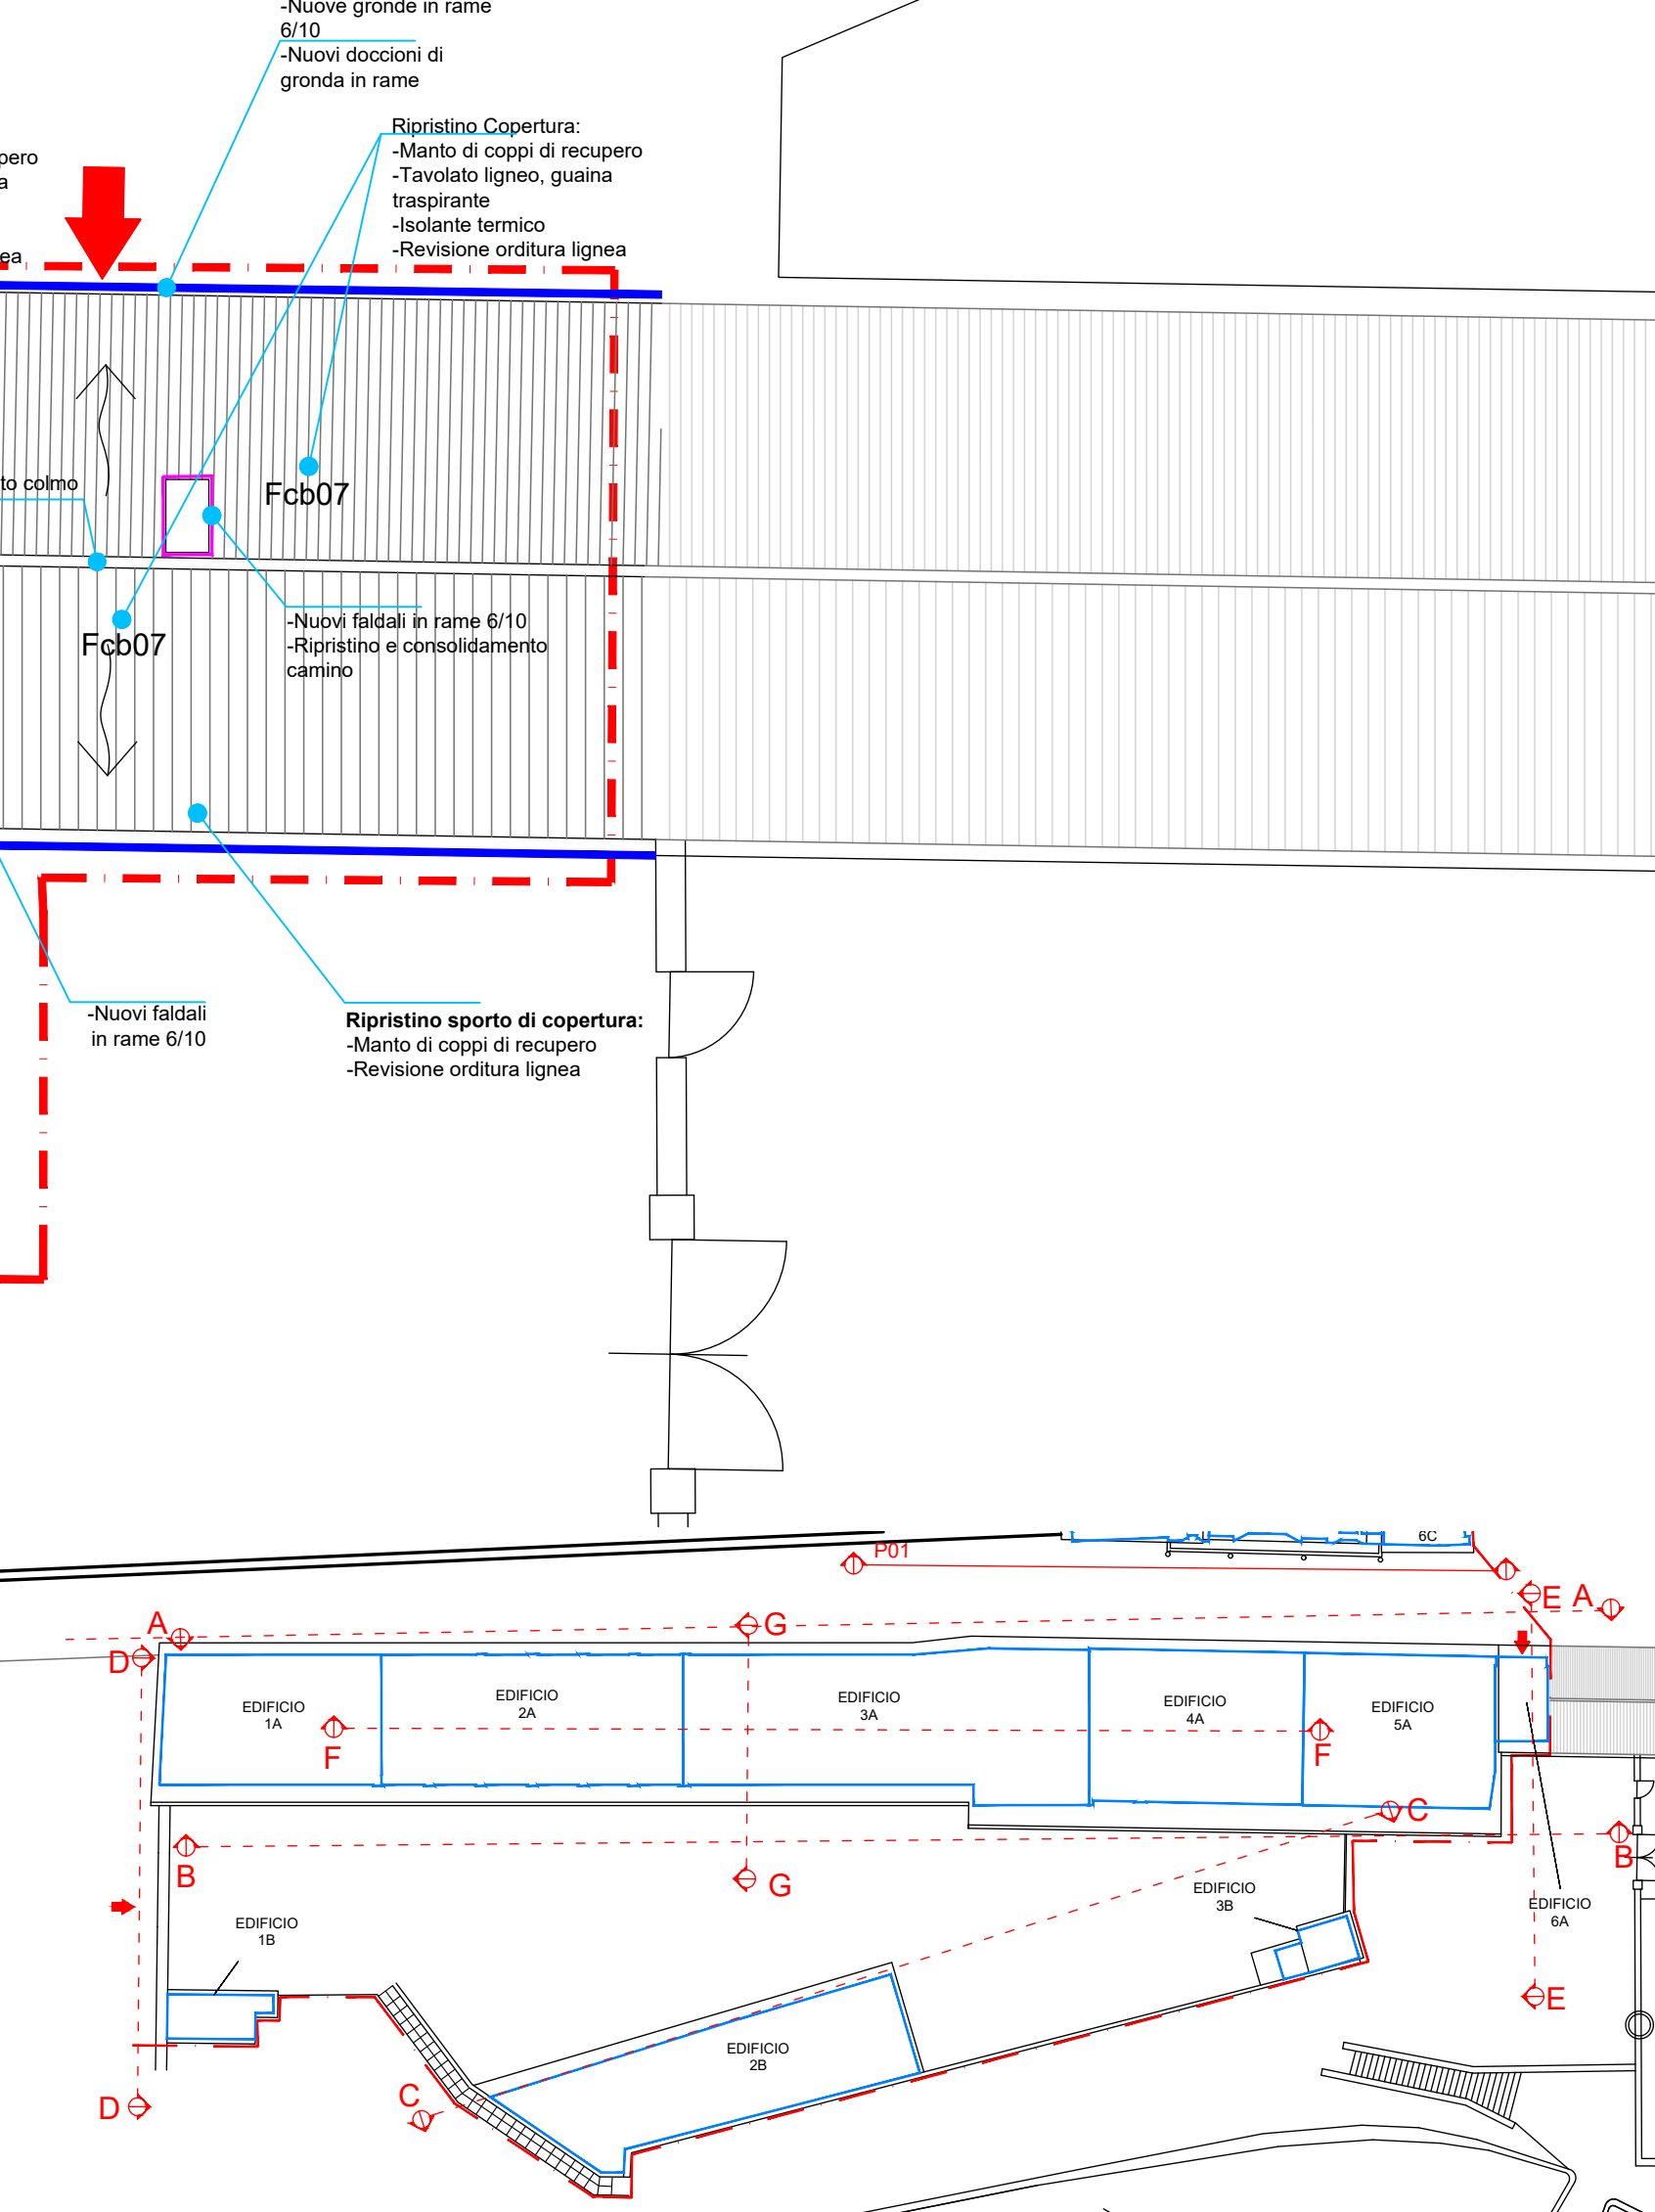 -Nuove gronde in rame
6/10
-Nuovi doccioni di
gronda in rame
Ripristino Copertura:
-Manto di coppi di recupero
-Tavolato ligneo, guaina
traspirante
-Isolante termico
-Revisione orditura lignea
pero
a
ea
to colmo
Fcb07
Fcb07
-Nuovi faldali in rame 6/10
-Ripristino e consolidamento
camino
-Nuovi faldali
in rame 6/10
Ripristino sporto di copertura:
-Manto di coppi di recupero
-Revisione orditura lignea
6C
P01
E
A
A
G
D
EDIFICIO
1A
EDIFICIO
2A
EDIFICIO
3A
EDIFICIO
4A
EDIFICIO
5A
F
F
C
B
B
G
EDIFICIO
3B
EDIFICIO
6A
EDIFICIO
1B
E
EDIFICIO
2B
C
D